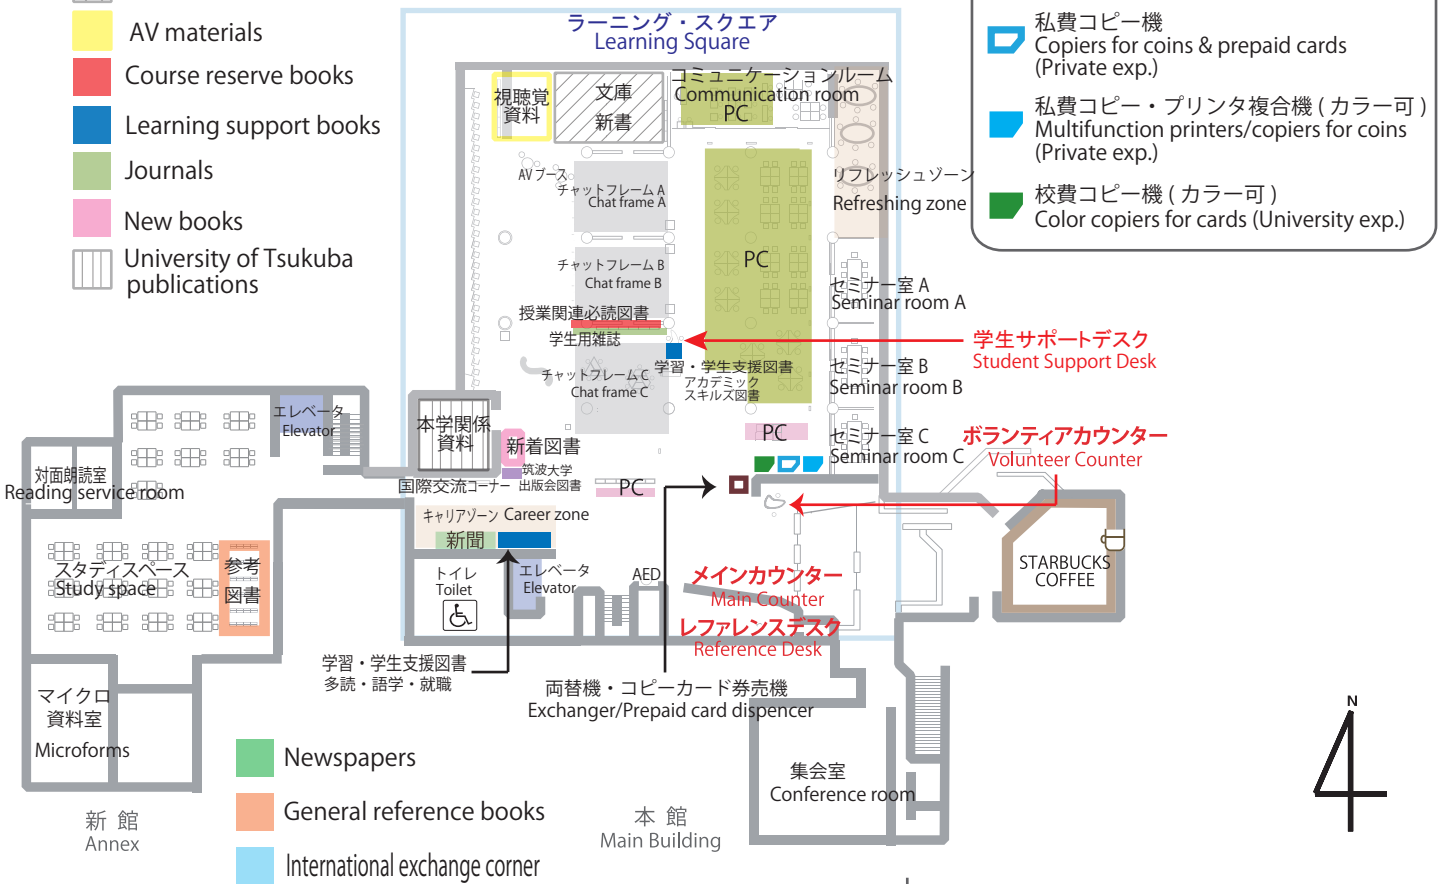 AV materials
Course reserve books
Learning support books
Journals
New books
University of Tsukuba
publications
ラーニング・スクエア
Learning Square
私費コピー機
Copiers for coins & prepaid cards
(Private exp.)
私費コピー・プリンタ複合機 ( カラー可 )
Multifunction printers/copiers for coins
(Private exp.)
校費コピー機 ( カラー可 )
Color copiers for cards (University exp.)
視聴覚
資料
文庫
新書
コミュニケーションルーム
Communication room
PC
AVブース
チャットフレーム A
Chat frame A
リフレッシュゾーン
Refreshing zone
チャットフレーム B
Chat frame B
PC
セミナー室 A
Seminar room A
授業関連必読図書
学生用雑誌
学生サポートデスク
Student Support Desk
チャットフレーム C
Chat frame C
学習・学生支援図書
アカデミック
スキルズ図書
セミナー室 B
Seminar room B
エレベータ
Elevator
本学関係
資料
新着図書
筑波大学
出版会図書
PC
セミナー室 C
Seminar room C
ボランティアカウンター
Volunteer Counter
対面朗読室
Reading service room
国際交流コーナー
PC
キャリアゾーン Career zone
新聞
スタディスペース
Study space
参考
図書
トイレ
Toilet
エレベータ
Elevator
AED
メインカウンター
Main Counter
レファレンスデスク
Reference Desk
STARBUCKS
COFFEE
学習・学生支援図書
多読・語学・就職
両替機・コピーカード券売機
Exchanger/Prepaid card dispencer
マイクロ
資料室
Microforms
集会室
Conference room
N
Newspapers
General reference books
International exchange corner
新 館
Annex
本 館
Main Building